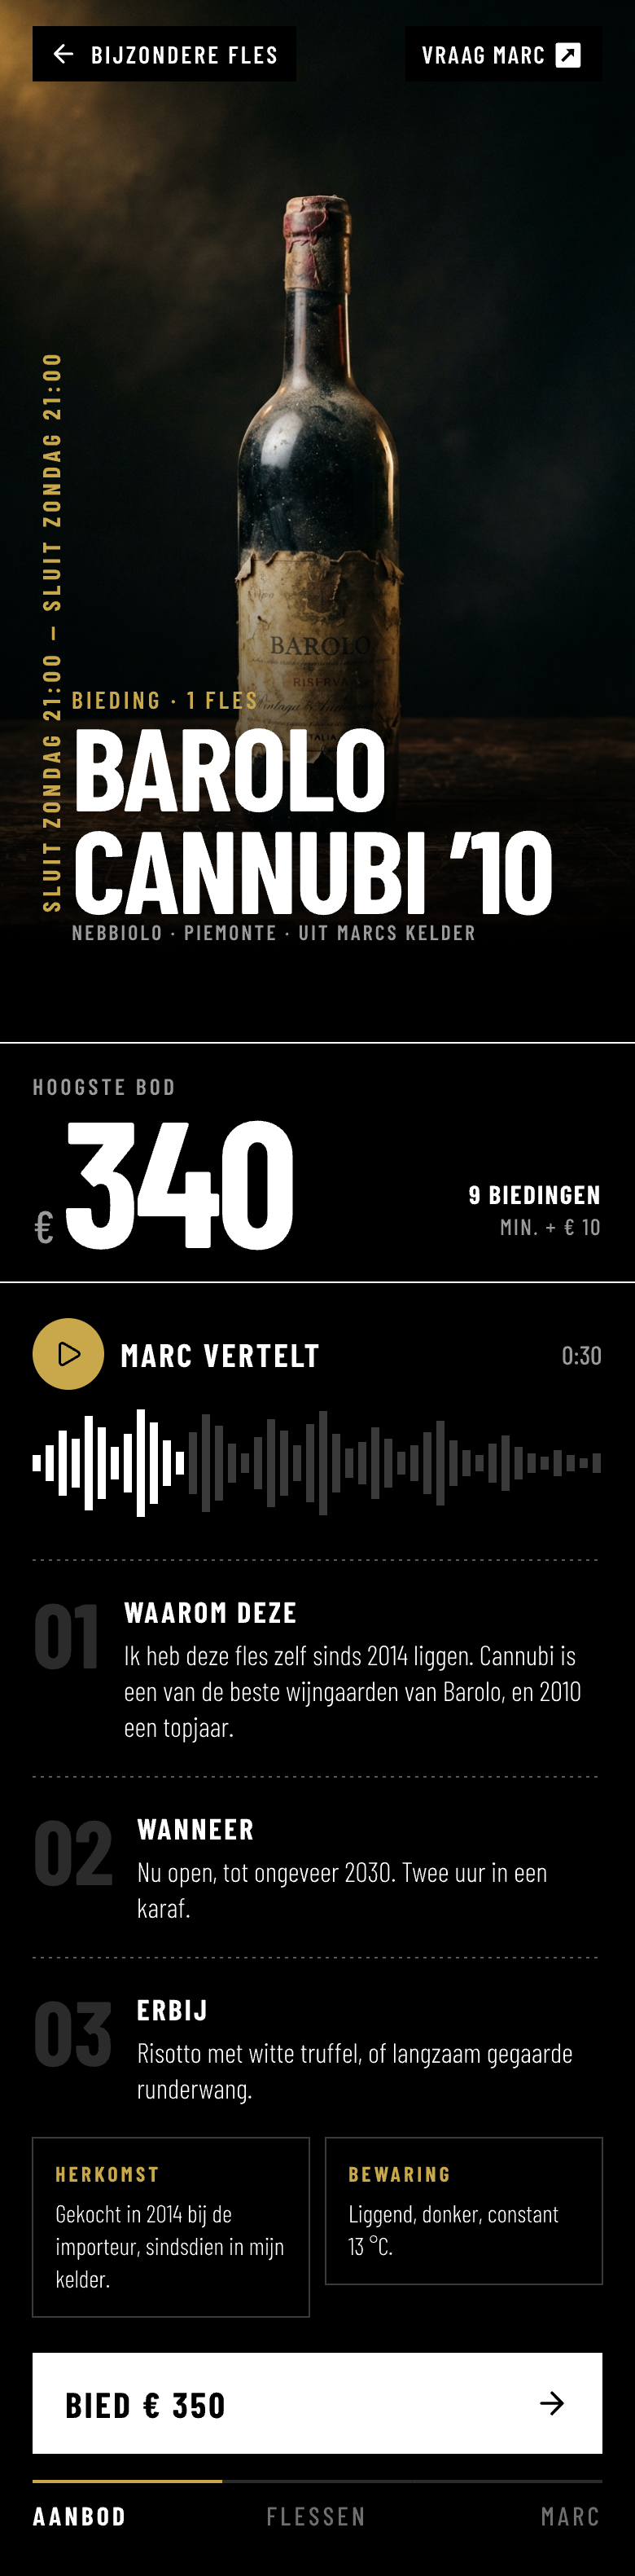 BIJZONDERE FLES
VRAAG MARC
SLUIT ZONDAG 21:00 – SLUIT ZONDAG 21:00
BAROLO
RISERVA
BIEDING · 1 FLES
BAROLO
CANNUBI ’10
NEBBIOLO · PIEMONTE · UIT MARCS KELDER
HOOGSTE BOD
€ 340
9 BIEDINGEN
MIN. + € 10
MARC VERTELT
0:30
01
WAAROM DEZE
Ik heb deze fles zelf sinds 2014 liggen. Cannubi is
een van de beste wijngaarden van Barolo, en 2010
een topjaar.
02
WANNEER
Nu open, tot ongeveer 2030. Twee uur in een
karaf.
03
ERBIJ
Risotto met witte truffel, of langzaam gegaarde
runderwang.
HERKOMST
Gekocht in 2014 bij de
importeur, sindsdien in mijn
kelder.
BEWARING
Liggend, donker, constant
13 °C.
BIED € 350
AANBOD
FLESSEN
MARC